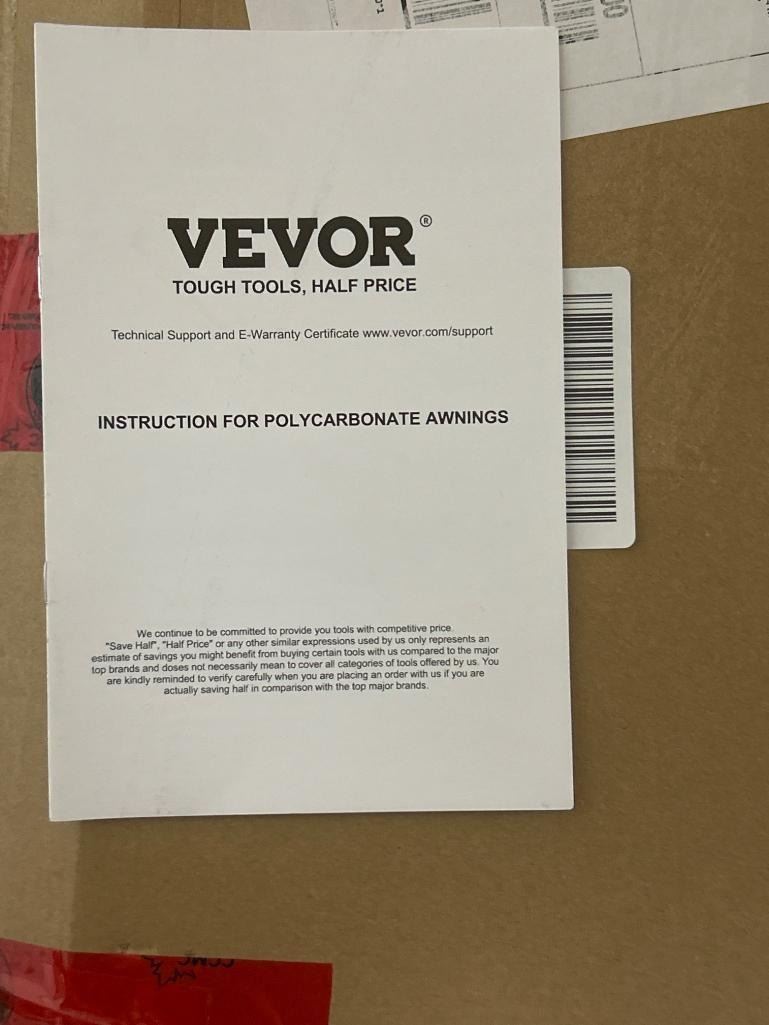 VEVOR®
TOUGH TOOLS, HALF PRICE
Technical Support and E-Warranty Certificate www.vevor.com/support
INSTRUCTION FOR POLYCARBONATE AWNINGS
We continue to be committed to provide you tools with competitive price.
"Save Half", "Half Price" or any other similar expressions used by us only represents an
estimate of savings you might benefit from buying certain tools with us compared to the major
top brands and doses not necessarily mean to cover all categories of tools offered by us. You
are kindly reminded to verify carefully when you are placing an order with us if you are
actually saving half in comparison with the top major brands.